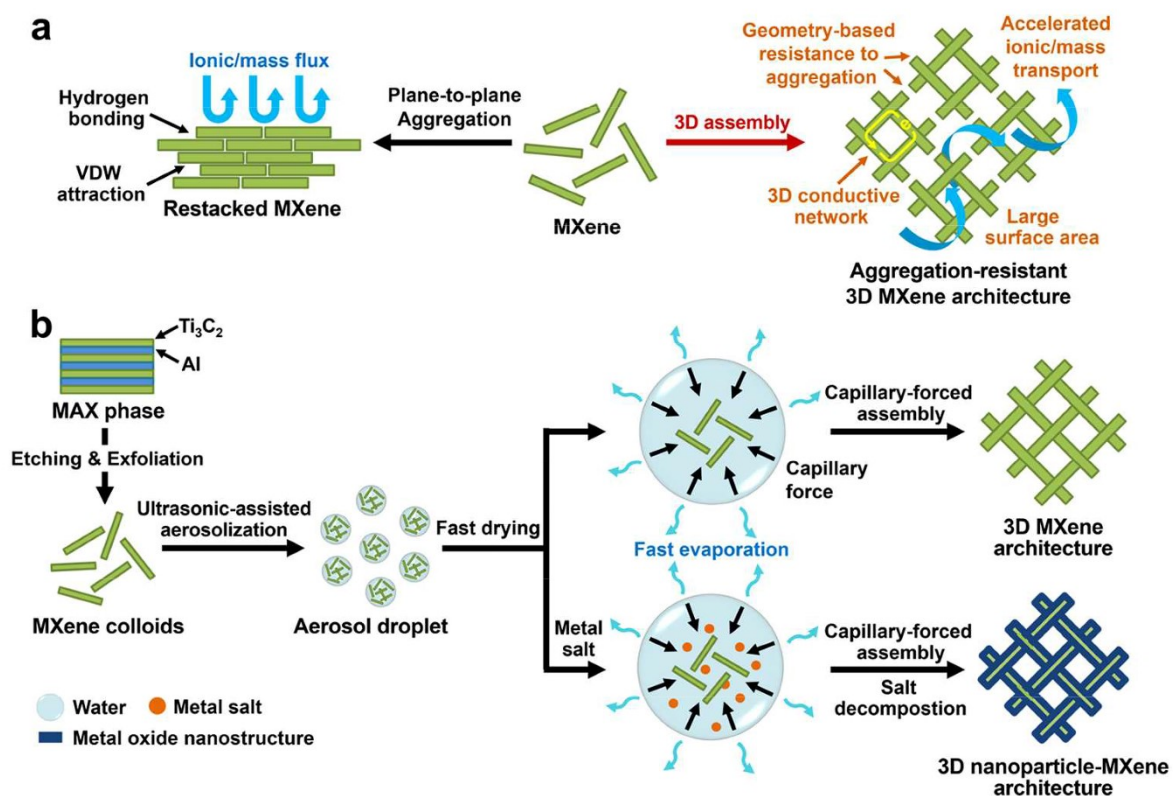 a
Ionic/mass flux
Hydrogen
bonding
VDW
attraction
Restacked MXene
Plane-to-plane
Aggregation
MXene
3D assembly
Geometry-based
resistance to
aggregation
Accelerated
ionic/mass
transport
e
3D conductive
network
Large
surface area
Aggregation-resistant
3D MXene architecture
b
Ti₃C₂
Al
MAX phase
Etching & Exfoliation
MXene colloids
Ultrasonic-assisted
aerosolization
Aerosol droplet
Fast drying
Capillary
force
Capillary-forced
assembly
3D MXene
architecture
Fast evaporation
Metal
salt
Capillary-forced
assembly
Salt
decompostion
3D nanoparticle-MXene
architecture
Water
Metal salt
Metal oxide nanostructure